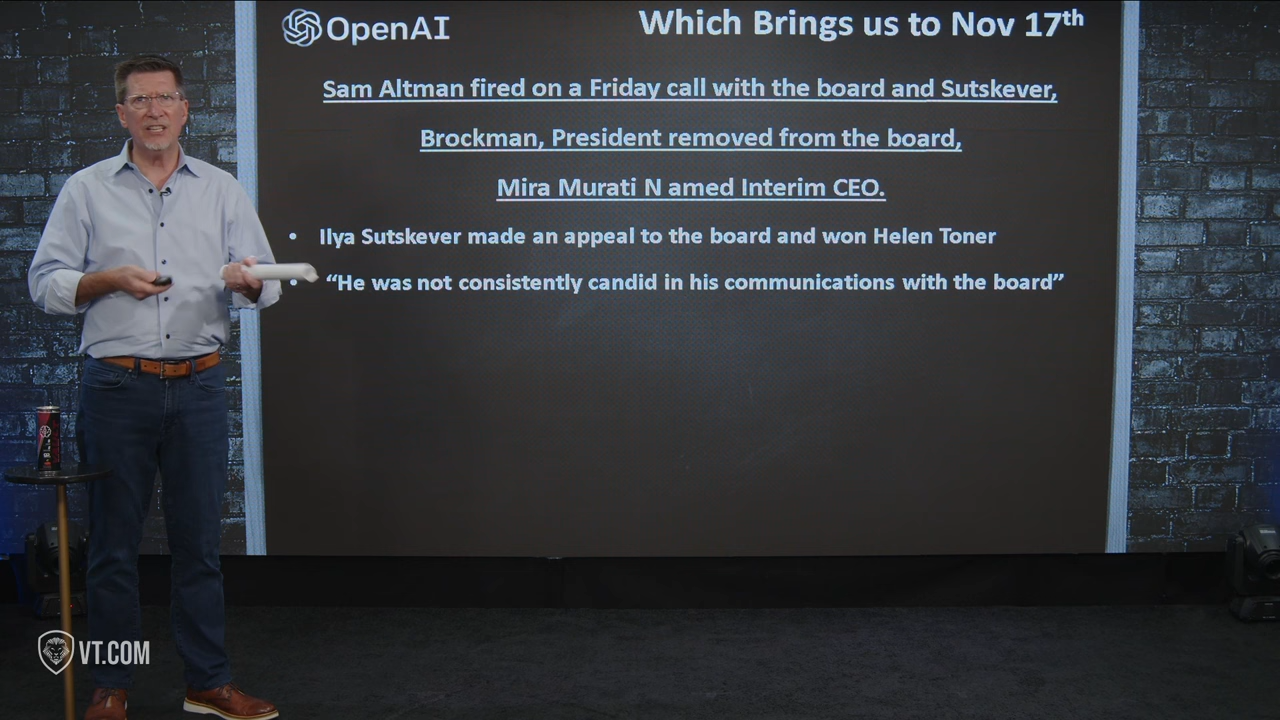 OpenAI
Which Brings us to Nov 17th
Sam Altman fired on a Friday call with the board and Sutskever,
Brockman, President removed from the board,
Mira Murati N amed Interim CEO.
• Ilya Sutskever made an appeal to the board and won Helen Toner
• “He was not consistently candid in his communications with the board”
VT.COM